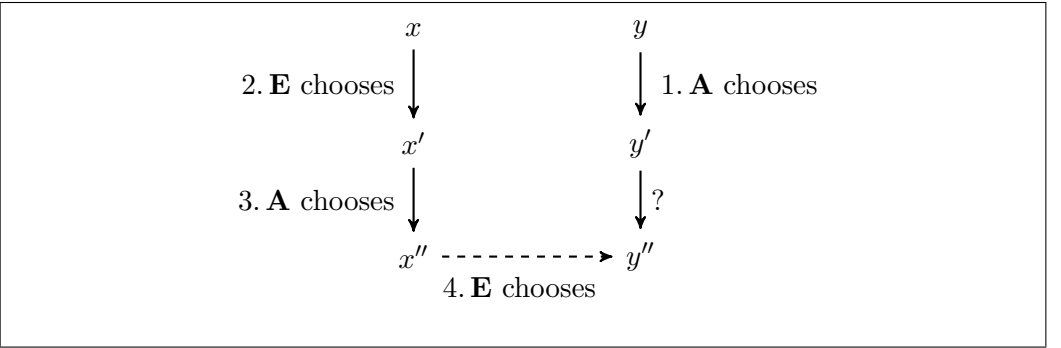 x y
2. E chooses 1. A chooses
x′ y′
3. A chooses ?
x′′ y′′
4. E chooses